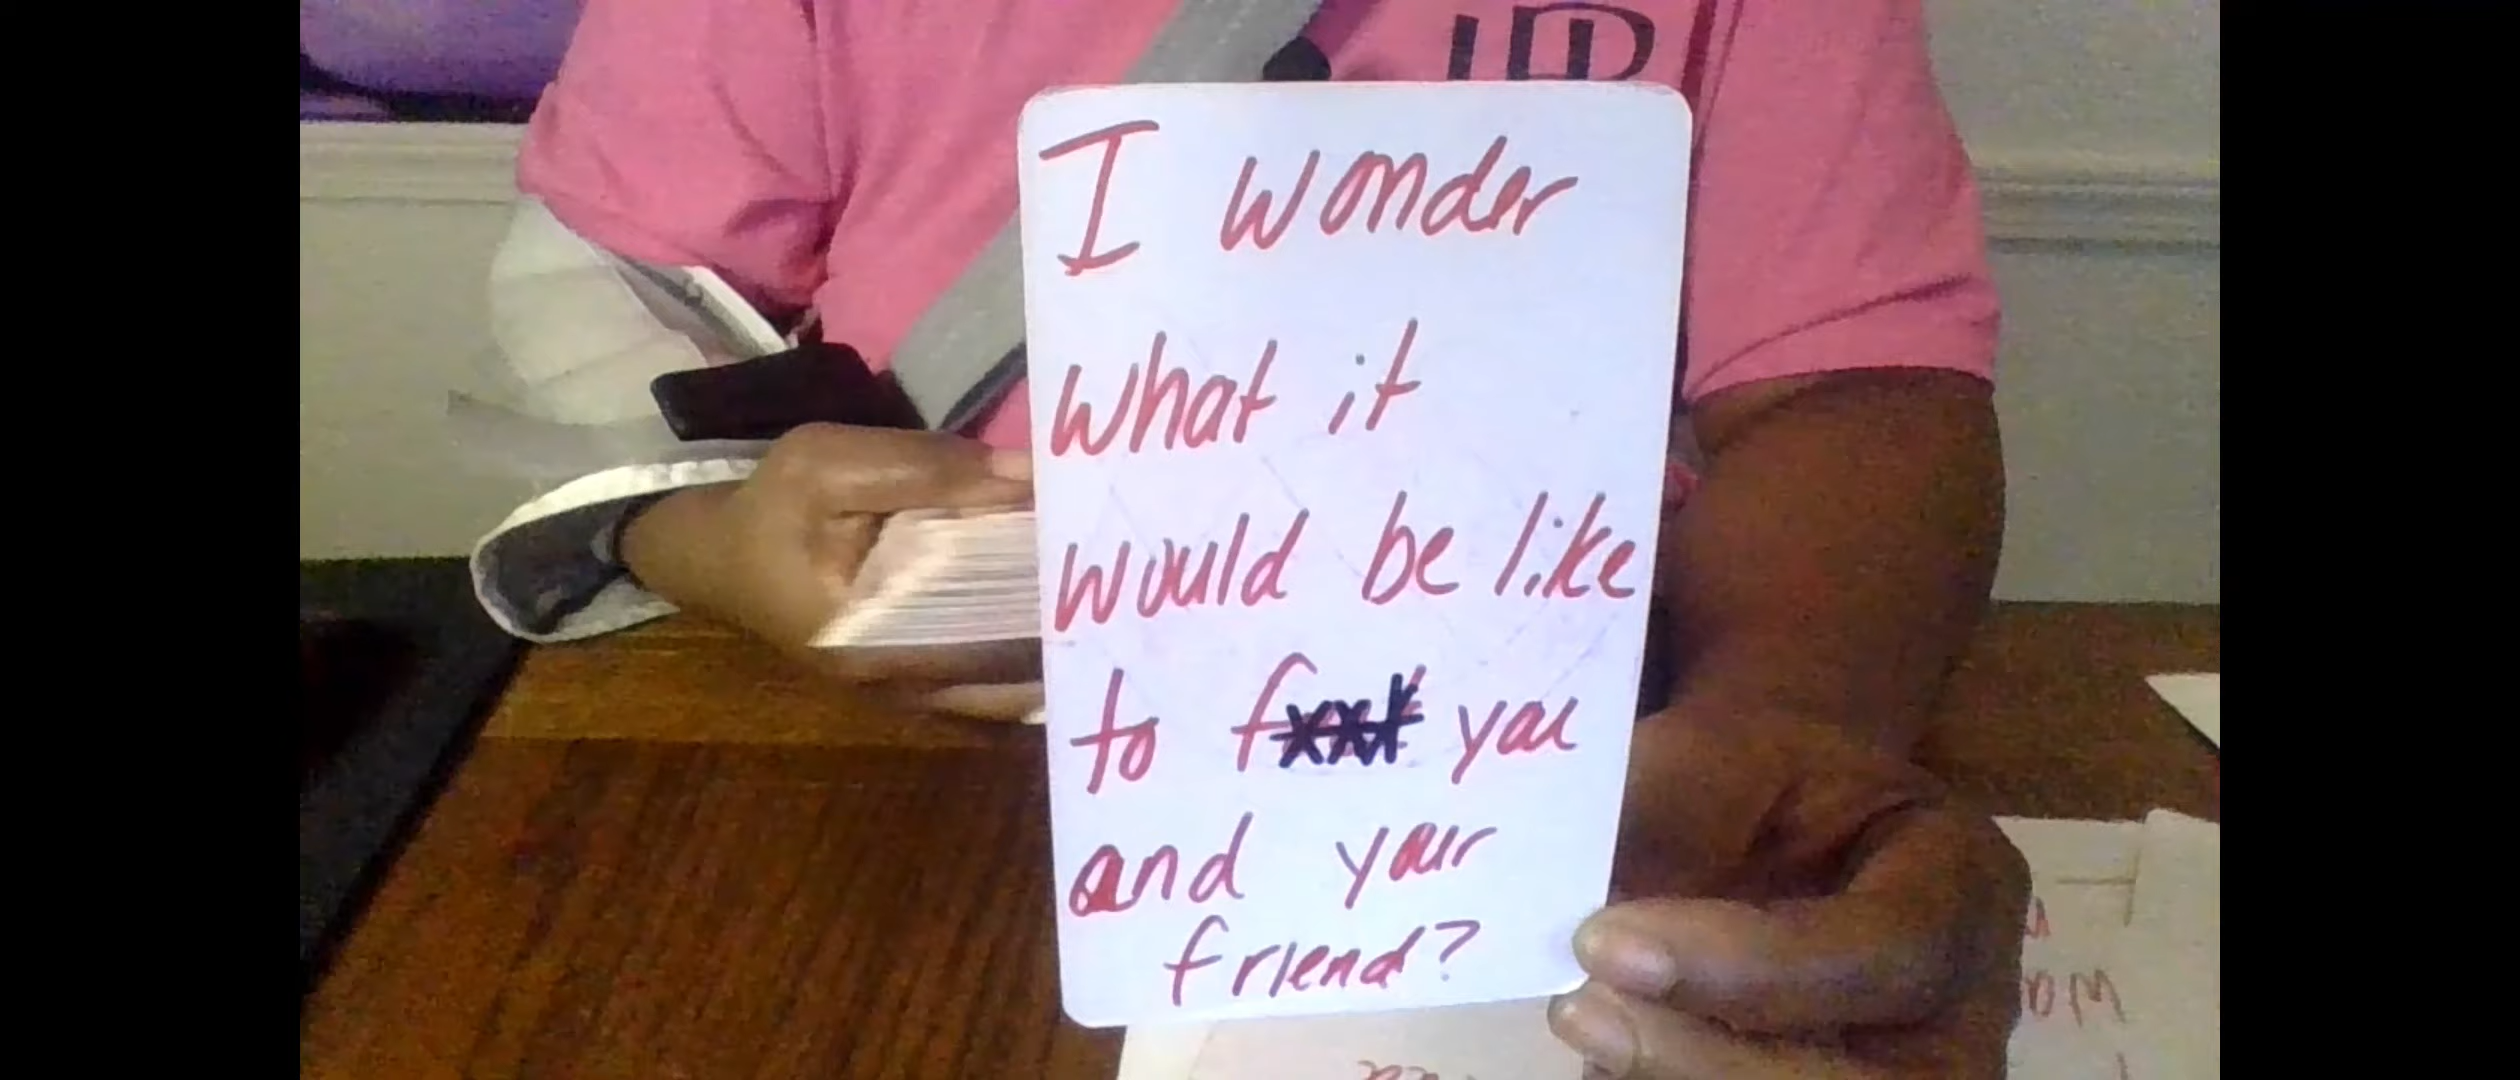 I wonder
what it
would be like
to you
and your
friend?